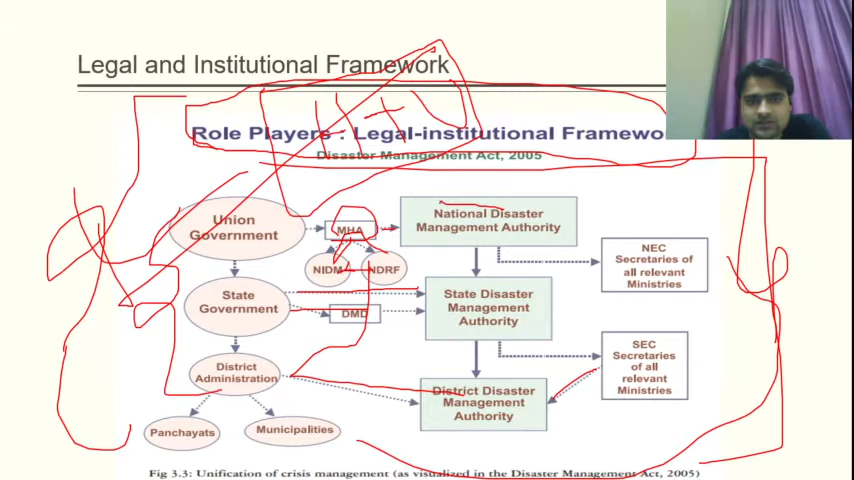 Legal and Institutional Framework
Role Players : Legal-institutional
Disaster Management Act, 2005
Union
Government
MHA
National Disaster
Management Authority
NIDM
NDRF
NEC
Secretaries of
all relevant
Ministries
State
Government
DMD
State Disaster
Management
Authority
SEC
Secretaries
of all
relevant
Ministries
District
Administration
District Disaster
Management
Authority
Panchayats
Municipalities
Fig 3.3: Unification of crisis management (as visualized in the Disaster Management Act, 2005)